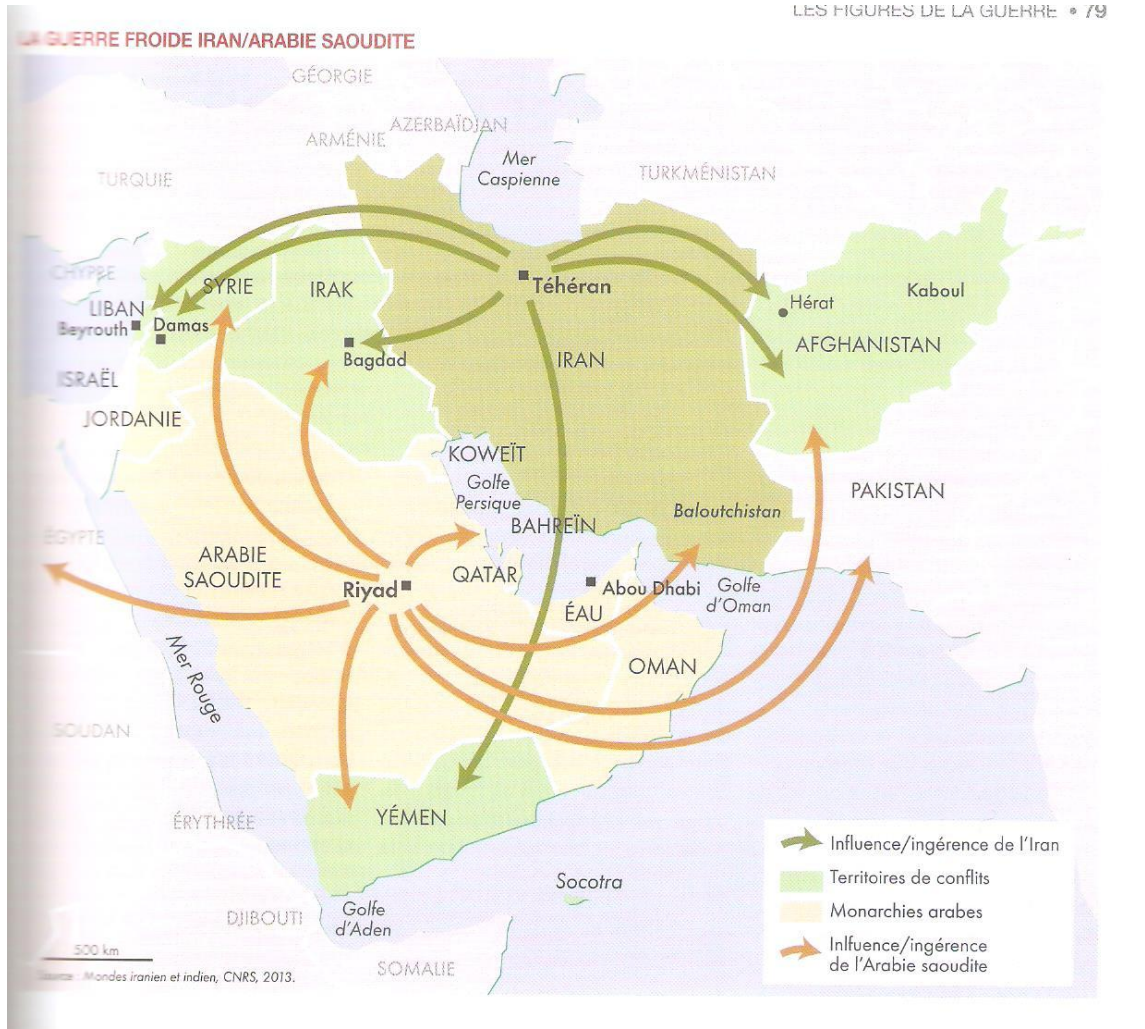 LES FIGURES DE LA GUERRE • 79
LA GUERRE FROIDE IRAN/ARABIE SAOUDITE
GÉORGIE
AZERBAÏDJAN
ARMÉNIE
Mer
Caspienne
TURQUIE
TURKMÉNISTAN
CHYPRE
SYRIE
IRAK
Téhéran
Hérat
Kaboul
LIBAN
Beyrouth
Damas
Bagdad
IRAN
AFGHANISTAN
ISRAËL
JORDANIE
KOWEÏT
Golfe
Persique
PAKISTAN
Baloutchistan
BAHREÏN
ÉGYPTE
ARABIE
SAOUDITE
Riyad
QATAR
Abou Dhabi
Golfe
d'Oman
ÉAU
OMAN
Mer Rouge
SOUDAN
ÉRYTHRÉE
YÉMEN
Socotra
DJIBOUTI
Golfe
d'Aden
SOMALIE
Influence/ingérence de l'Iran
Territoires de conflits
Monarchies arabes
Inlfuence/ingérence
de l'Arabie saoudite
500 km
Source : Mondes iranien et indien, CNRS, 2013.